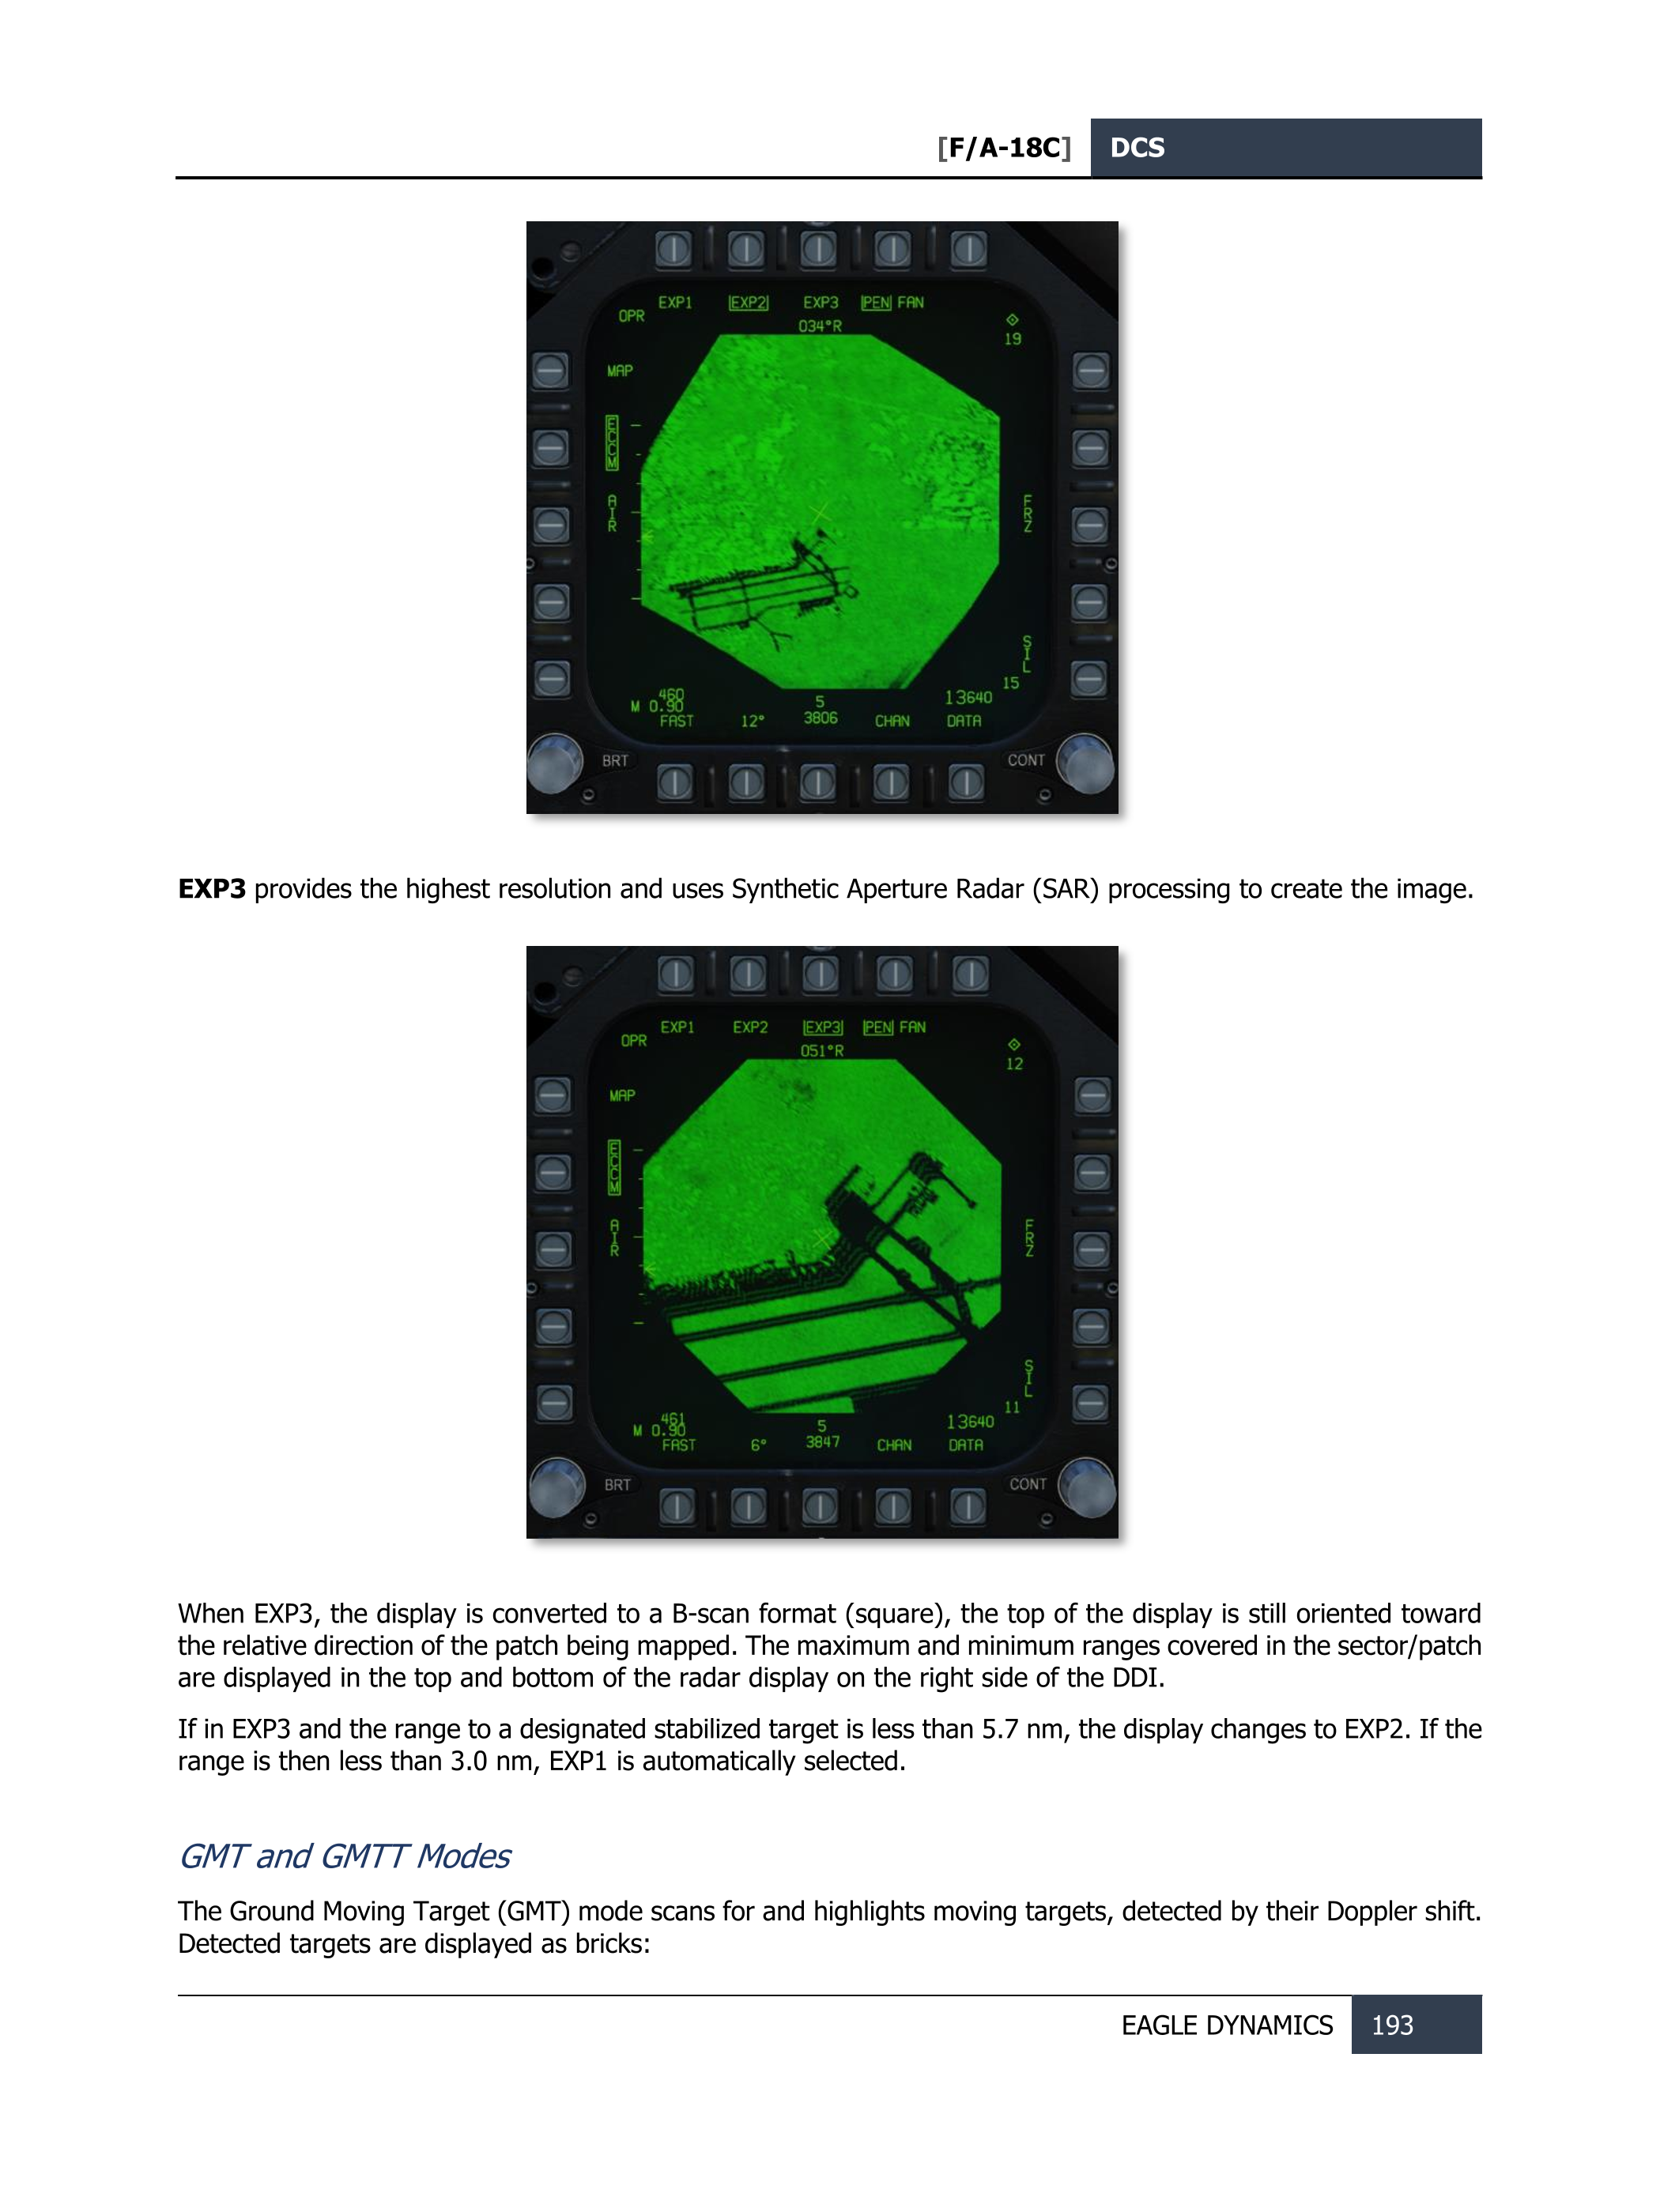 [F/A-18C] DCS
EXP1 EXP2 EXP3 PEN FAN
OPR 034°R
19
MAP
ECCM
AIR
FRZ
SIL
15
460
M 0.90 5 13640
FAST 12° 3806 CHAN DATA
BRT CONT
EXP3 provides the highest resolution and uses Synthetic Aperture Radar (SAR) processing to create the image.
EXP1 EXP2 EXP3 PEN FAN
OPR 051°R
12
MAP
ECCM
AIR
FRZ
SIL
11
461
M 0.90 5 13640
FAST 6° 3847 CHAN DATA
BRT CONT
When EXP3, the display is converted to a B-scan format (square), the top of the display is still oriented toward
the relative direction of the patch being mapped. The maximum and minimum ranges covered in the sector/patch
are displayed in the top and bottom of the radar display on the right side of the DDI.
If in EXP3 and the range to a designated stabilized target is less than 5.7 nm, the display changes to EXP2. If the
range is then less than 3.0 nm, EXP1 is automatically selected.
GMT and GMTT Modes
The Ground Moving Target (GMT) mode scans for and highlights moving targets, detected by their Doppler shift.
Detected targets are displayed as bricks:
EAGLE DYNAMICS 193